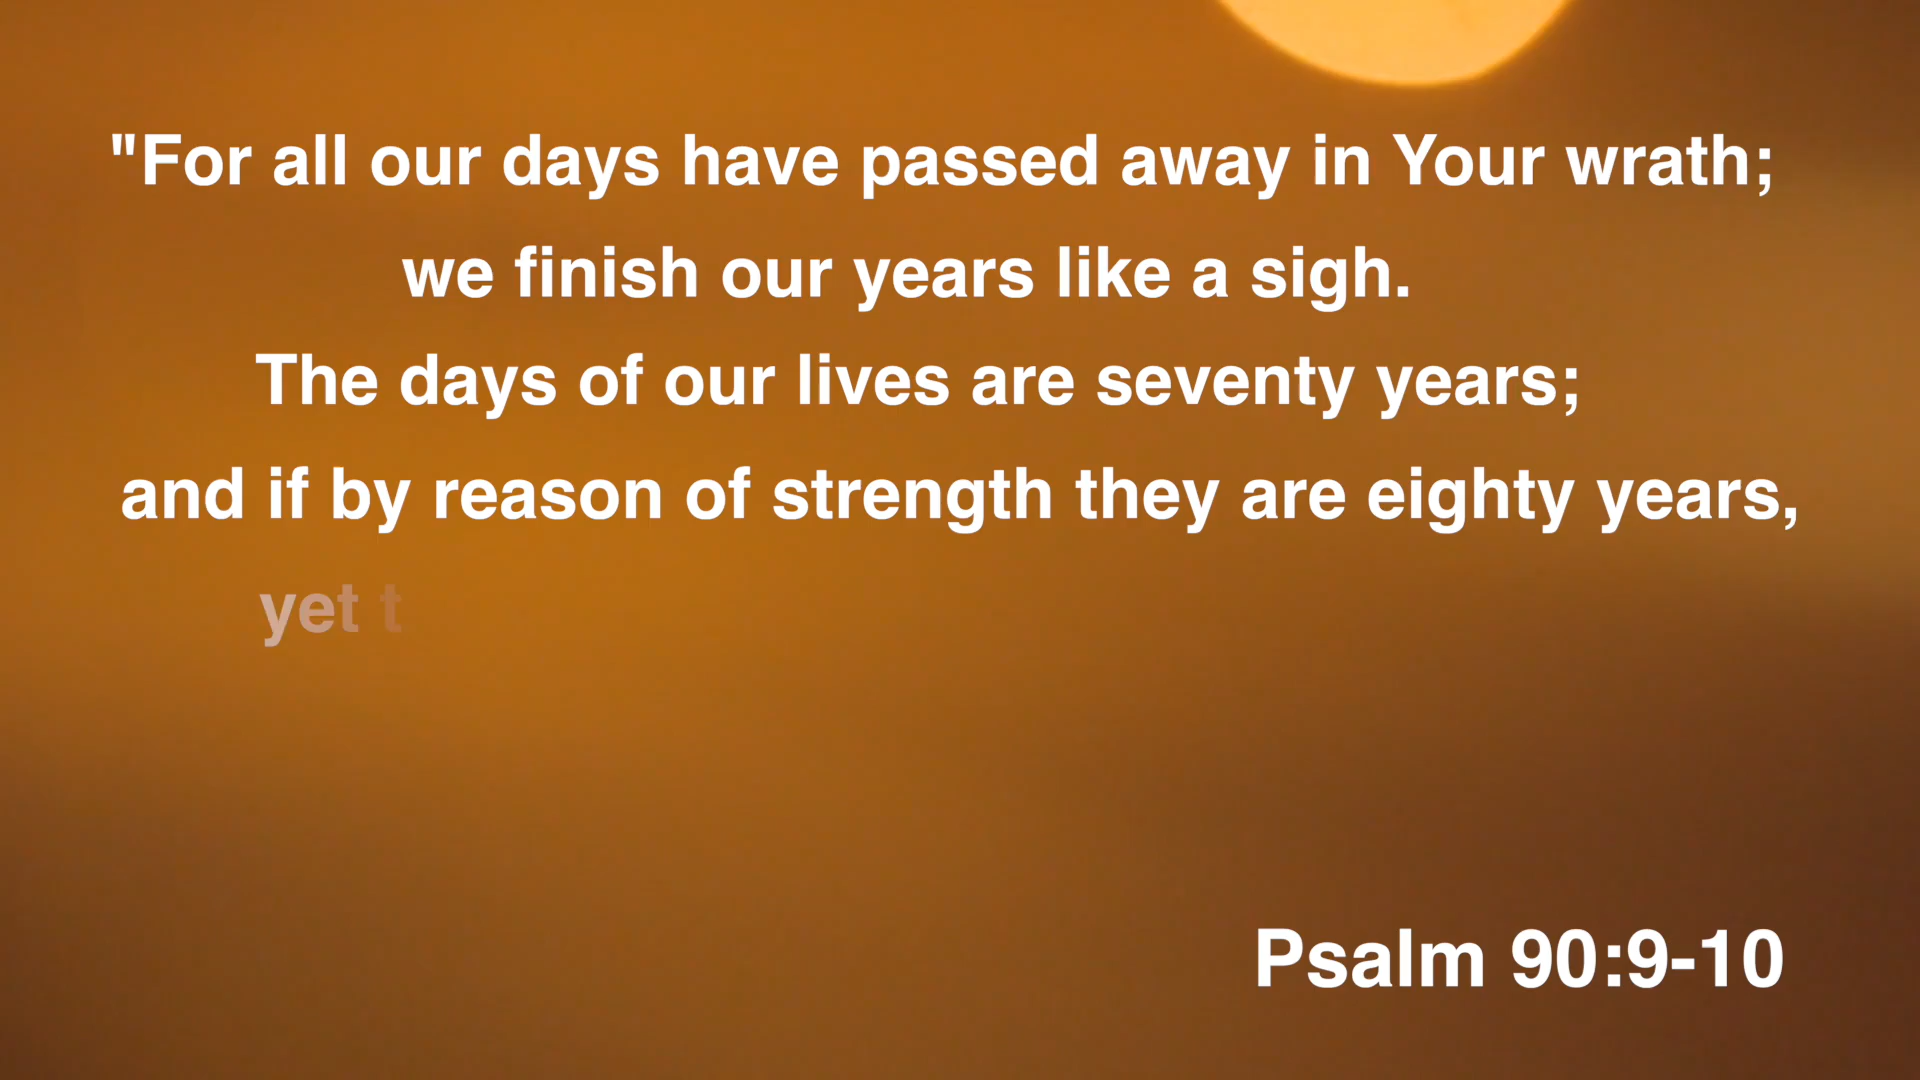 "For all our days have passed away in Your wrath;
we finish our years like a sigh.
The days of our lives are seventy years;
and if by reason of strength they are eighty years,
yet t
Psalm 90:9-10